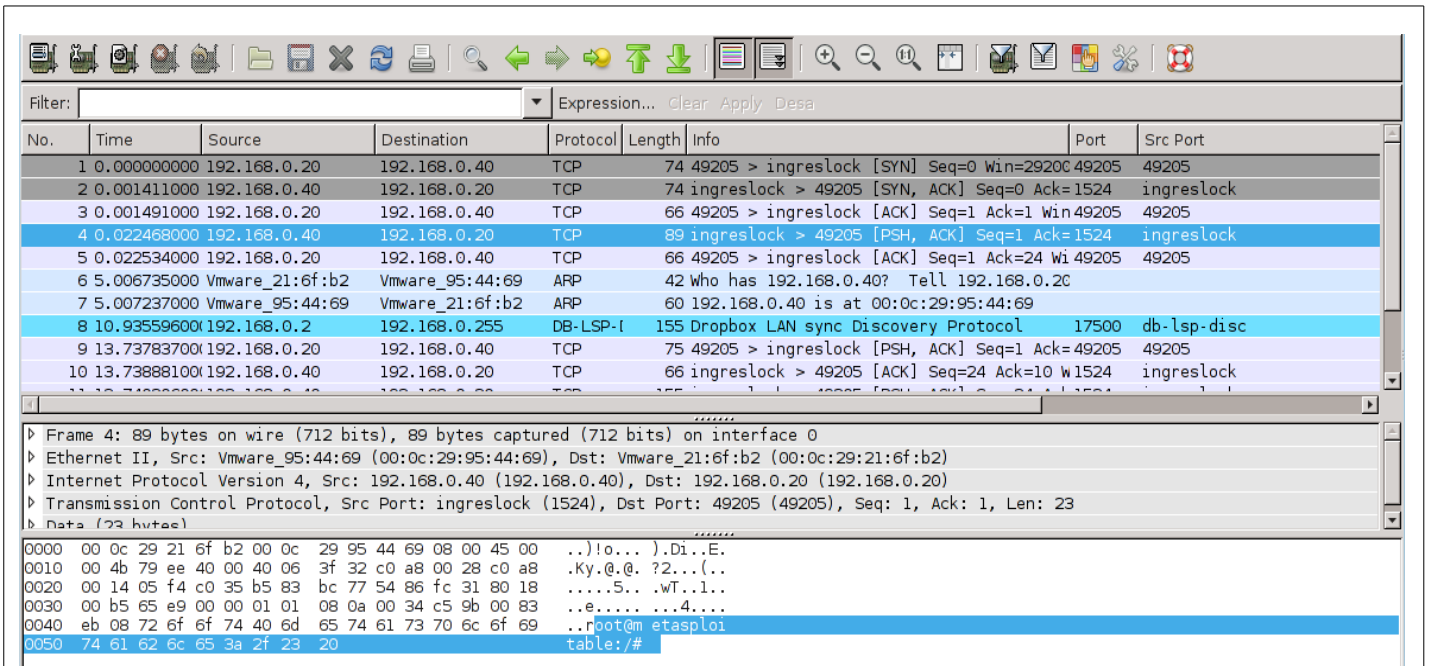 Filter: Expression... Clear Apply Desa
No. Time Source Destination Protocol Length Info Port Src Port
1 0.000000000 192.168.0.20 192.168.0.40 TCP 74 49205 > ingreslock [SYN] Seq=0 Win=29200 49205 49205
2 0.001411000 192.168.0.40 192.168.0.20 TCP 74 ingreslock > 49205 [SYN, ACK] Seq=0 Ack= 1524 ingreslock
3 0.001491000 192.168.0.20 192.168.0.40 TCP 66 49205 > ingreslock [ACK] Seq=1 Ack=1 Win 49205 49205
4 0.022468000 192.168.0.40 192.168.0.20 TCP 89 ingreslock > 49205 [PSH, ACK] Seq=1 Ack= 1524 ingreslock
5 0.022534000 192.168.0.20 192.168.0.40 TCP 66 49205 > ingreslock [ACK] Seq=1 Ack=24 Wi 49205 49205
6 5.006735000 Vmware_21:6f:b2 Vmware_95:44:69 ARP 42 Who has 192.168.0.40? Tell 192.168.0.20
7 5.007237000 Vmware_95:44:69 Vmware_21:6f:b2 ARP 60 192.168.0.40 is at 00:0c:29:95:44:69
8 10.93559600( 192.168.0.2 192.168.0.255 DB-LSP-[ 155 Dropbox LAN sync Discovery Protocol 17500 db-lsp-disc
9 13.73783700( 192.168.0.20 192.168.0.40 TCP 75 49205 > ingreslock [PSH, ACK] Seq=1 Ack= 49205 49205
10 13.73888100( 192.168.0.40 192.168.0.20 TCP 66 ingreslock > 49205 [ACK] Seq=24 Ack=10 W 1524 ingreslock
Frame 4: 89 bytes on wire (712 bits), 89 bytes captured (712 bits) on interface 0
Ethernet II, Src: Vmware_95:44:69 (00:0c:29:95:44:69), Dst: Vmware_21:6f:b2 (00:0c:29:21:6f:b2)
Internet Protocol Version 4, Src: 192.168.0.40 (192.168.0.40), Dst: 192.168.0.20 (192.168.0.20)
Transmission Control Protocol, Src Port: ingreslock (1524), Dst Port: 49205 (49205), Seq: 1, Ack: 1, Len: 23
Data (23 bytes)
0000 00 0c 29 21 6f b2 00 0c 29 95 44 69 08 00 45 00 ..)!o... ).Di..E.
0010 00 4b 79 ee 40 00 40 06 3f 32 c0 a8 00 28 c0 a8 .Ky.@.@. ?2...(..
0020 00 14 05 f4 c0 35 b5 83 bc 77 54 86 fc 31 80 18 .....5.. .wT..1..
0030 00 b5 65 e9 00 00 01 01 08 0a 00 34 c5 9b 00 83 ..e..... ...4....
0040 eb 08 72 6f 6f 74 40 6d 65 74 61 73 70 6c 6f 69 ..root@m etasploi
0050 74 61 62 6c 65 3a 2f 23 20 table:/#